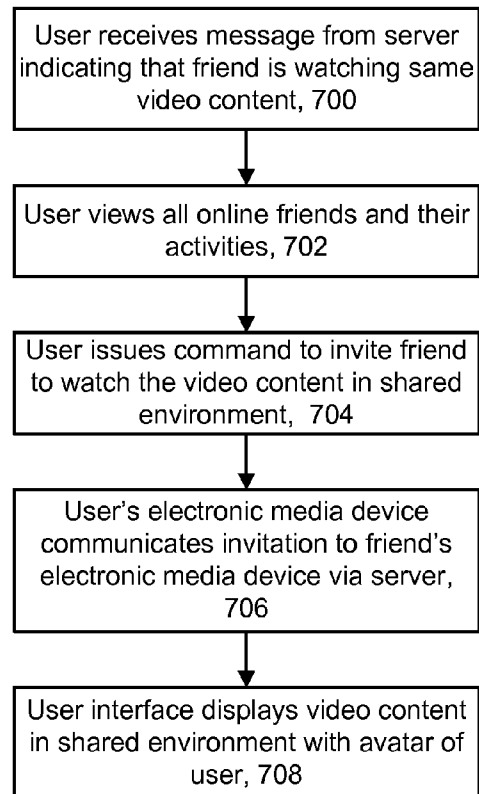 User receives message from server
indicating that friend is watching same
video content, 700
User views all online friends and their
activities, 702
User issues command to invite friend
to watch the video content in shared
environment, 704
User's electronic media device
communicates invitation to friend's
electronic media device via server,
706
User interface displays video content
in shared environment with avatar of
user, 708